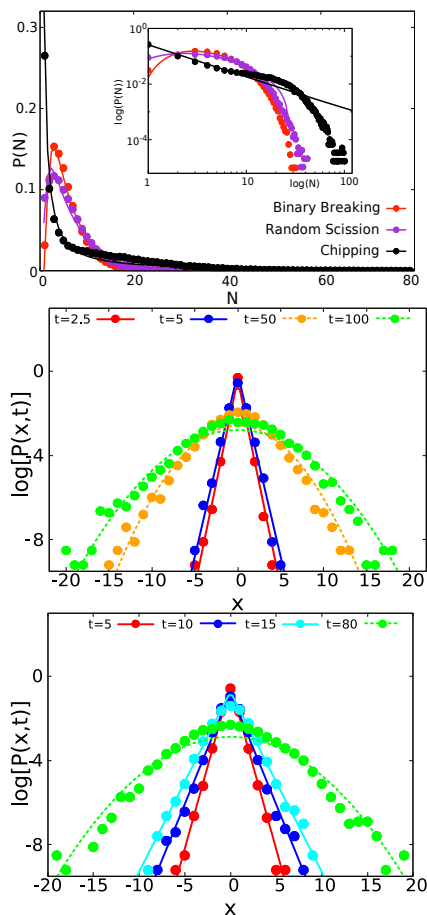 0.3
0.2
0.1
0
P(N)
10⁰
10⁻²
10⁻⁴
log(P(N))
1 10 log(N) 100
Binary Breaking
Random Scission
Chipping
0 20 40 60 80
N
t=2.5 t=5 t=50 t=100
0
-4
-8
log[P(x,t)]
-20 -15 -10 -5 0 5 10 15
x
t=5 t=10 t=15 t=80
0
-4
-8
log[P(x,t)]
-20 -15 -10 -5 0 5 10 15 20
x